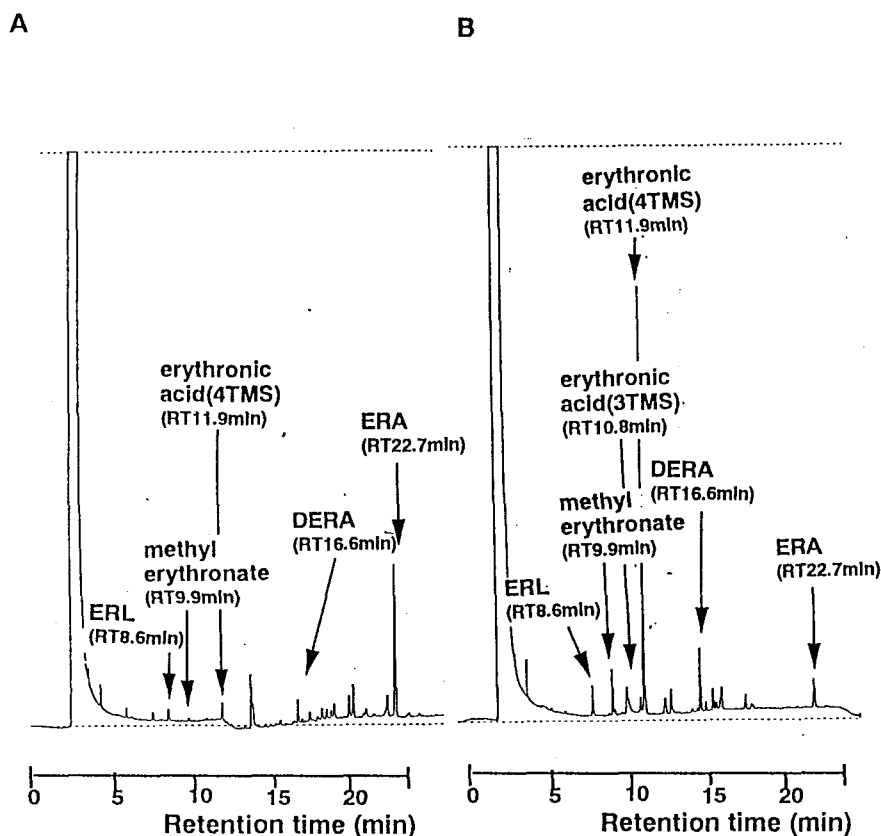 A
B
erythronic
acid(4TMS)
(RT11.9min)
ERA
(RT22.7min)
DERA
(RT16.6min)
methyl
erythronate
(RT9.9min)
ERL
(RT8.6min)
0 5 10 15 20
Retention time (min)
erythronic
acid(4TMS)
(RT11.9min)
erythronic
acid(3TMS)
(RT10.8min)
DERA
(RT16.6min)
methyl
erythronate
(RT9.9min)
ERA
(RT22.7min)
ERL
(RT8.6min)
0 5 10 15 20
Retention time (min)